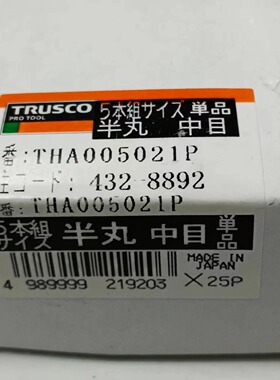 TRUSCO
PRO TOOL
5本組サイズ 単品
半丸 中目
番:THA005021P
コード: 432-8892
番:THA005021P
5本組
サイズ 半丸 中目 単品
MADE IN
JAPAN
4 989999 219203 ×25P